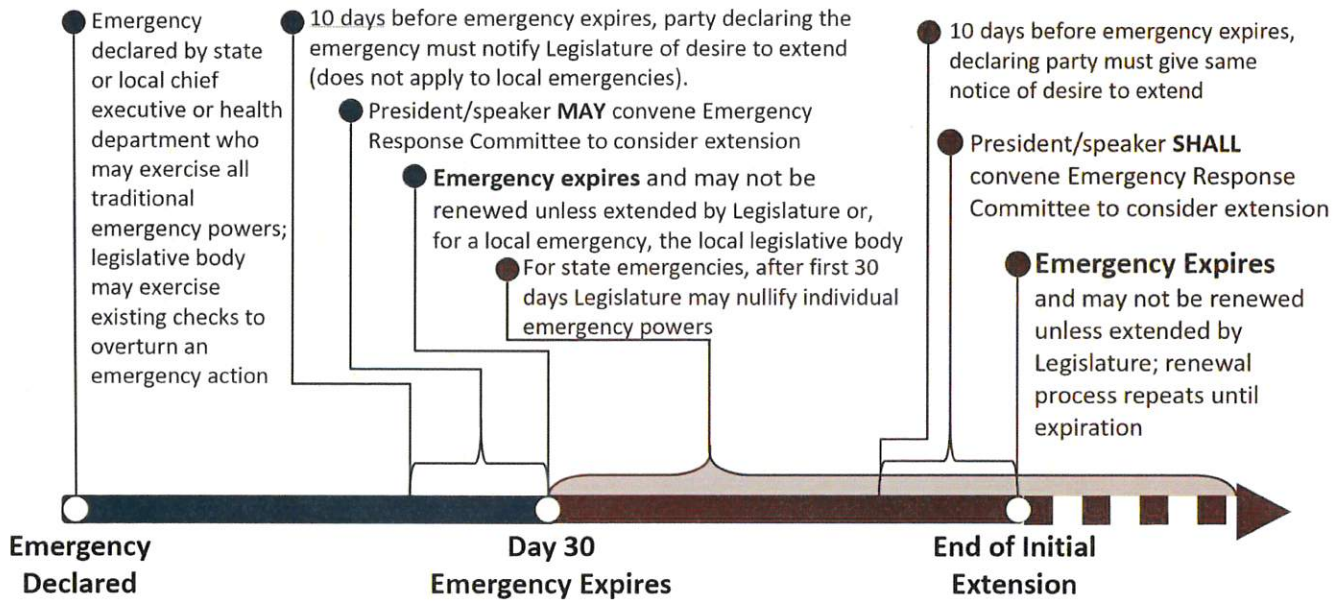 Emergency
declared by state
or local chief
executive or health
department who
may exercise all
traditional
emergency powers;
legislative body
may exercise
existing checks to
overturn an
emergency action
10 days before emergency expires, party declaring the
emergency must notify Legislature of desire to extend
(does not apply to local emergencies).
President/speaker MAY convene Emergency
Response Committee to consider extension
Emergency expires and may not be
renewed unless extended by Legislature or,
for a local emergency, the local legislative body
For state emergencies, after first 30
days Legislature may nullify individual
emergency powers
10 days before emergency expires,
declaring party must give same
notice of desire to extend
President/speaker SHALL
convene Emergency Response
Committee to consider extension
Emergency Expires
and may not be renewed
unless extended by
Legislature; renewal
process repeats until
expiration
Emergency
Declared
Day 30
Emergency Expires
End of Initial
Extension